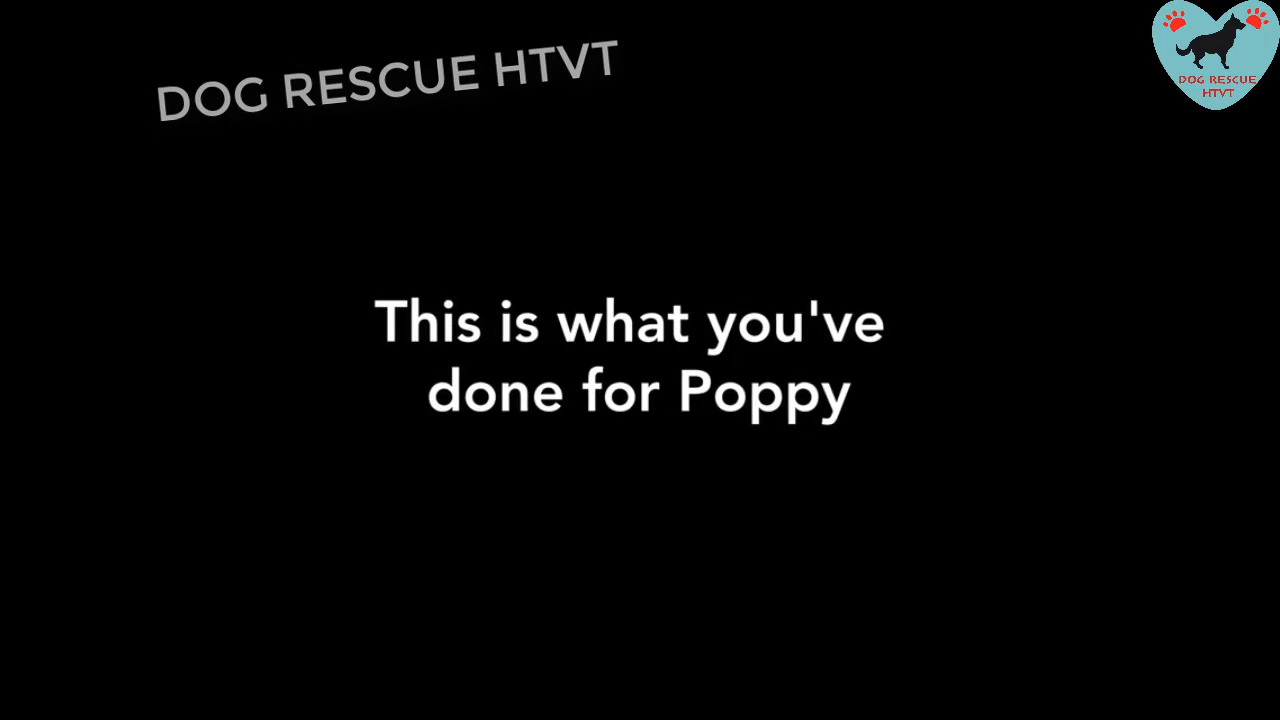 DOG RESCUE HTVT
DOG RESCUE
HTVT
This is what you've
done for Poppy